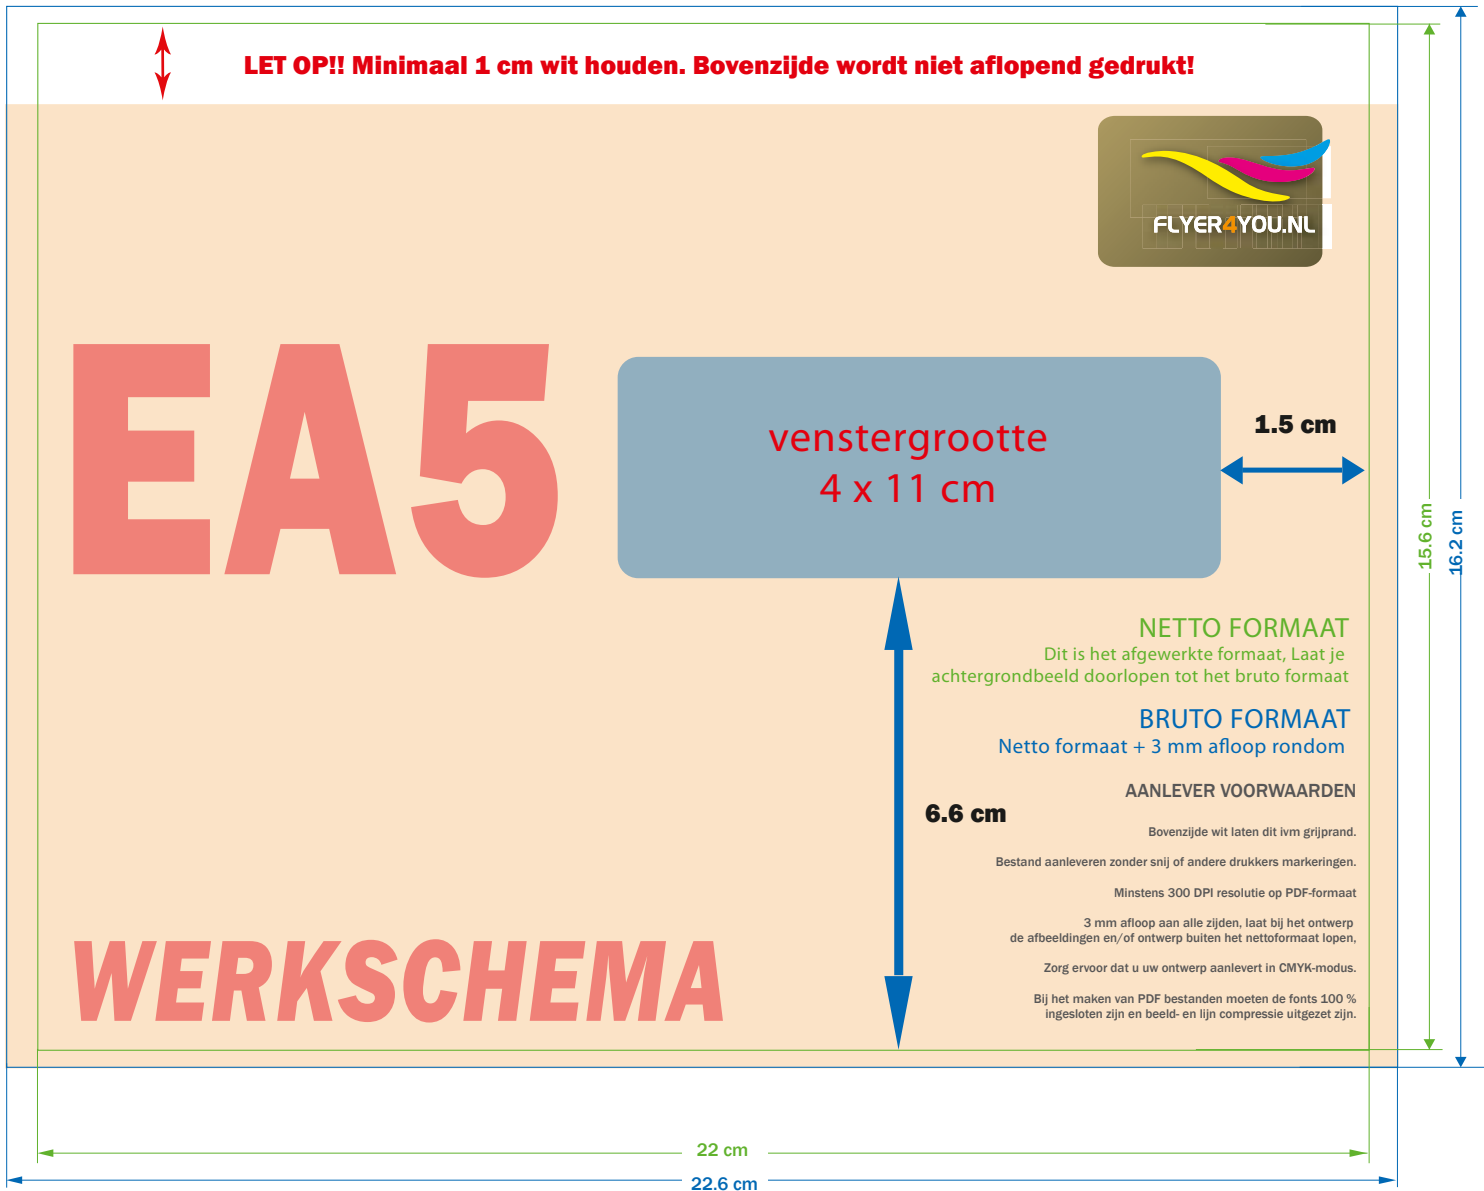 LET OP!! Minimaal 1 cm wit houden. Bovenzijde wordt niet aflopend gedrukt!
FLYER4YOU.NL
EA5
venstergrootte
4 x 11 cm
1.5 cm
15.6 cm
16.2 cm
NETTO FORMAAT
Dit is het afgewerkte formaat, Laat je
achtergrondbeeld doorlopen tot het bruto formaat
BRUTO FORMAAT
Netto formaat + 3 mm afloop rondom
6.6 cm
AANLEVER VOORWAARDEN
Bovenzijde wit laten dit ivm grijprand.
Bestand aanleveren zonder snij of andere drukkers markeringen.
Minstens 300 DPI resolutie op PDF-formaat
3 mm afloop aan alle zijden, laat bij het ontwerp
de afbeeldingen en/of ontwerp buiten het nettoformaat lopen,
Zorg ervoor dat u uw ontwerp aanlevert in CMYK-modus.
Bij het maken van PDF bestanden moeten de fonts 100 %
ingesloten zijn en beeld- en lijn compressie uitgezet zijn.
WERKSCHEMA
22 cm
22.6 cm